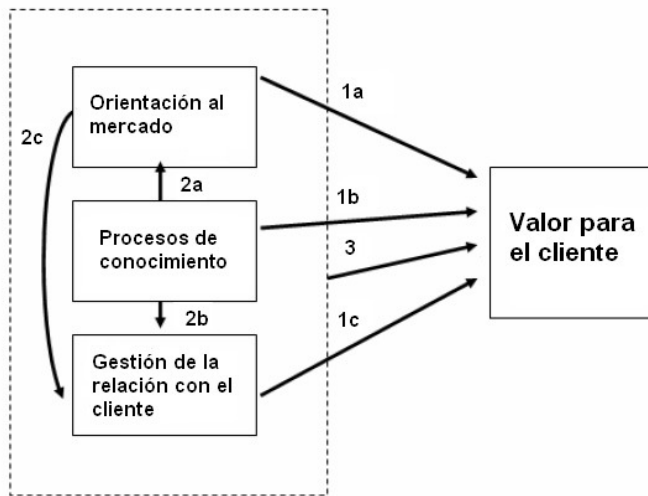 Orientación al
mercado
1a
2c
2a
1b
Procesos de
conocimiento
3
Valor para
el cliente
2b
1c
Gestión de la
relación con el
cliente